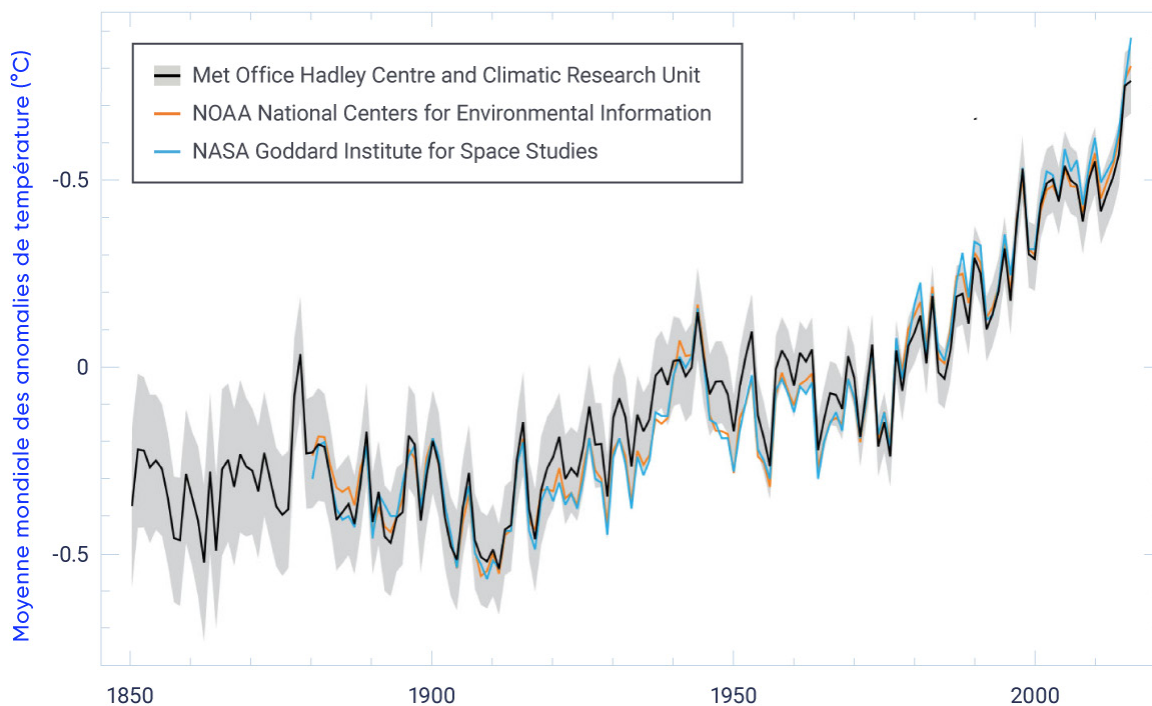 Moyenne mondiale des anomalies de température (°C)
Met Office Hadley Centre and Climatic Research Unit
NOAA National Centers for Environmental Information
NASA Goddard Institute for Space Studies
-0.5
0
-0.5
1850
1900
1950
2000